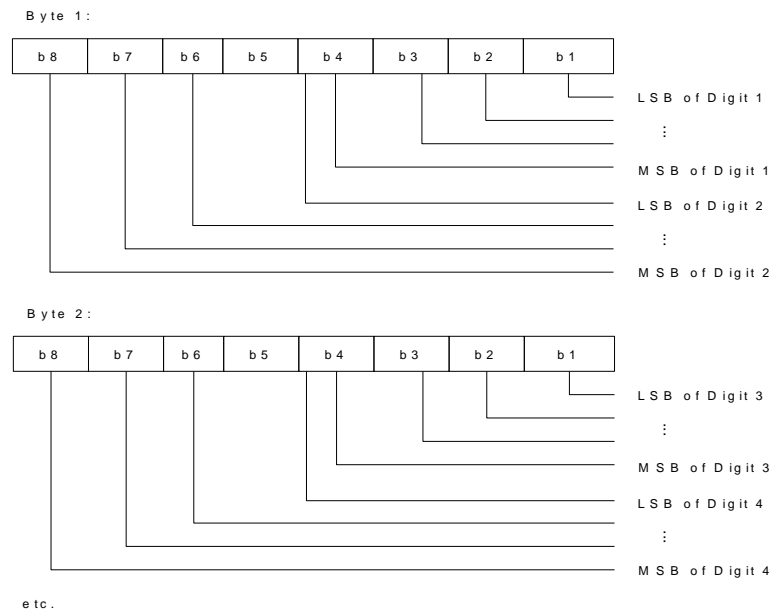 Byte 1:
b8 b7 b6 b5 b4 b3 b2 b1
LSB of Digit 1
⋮
MSB of Digit 1
LSB of Digit 2
⋮
MSB of Digit 2
Byte 2:
b8 b7 b6 b5 b4 b3 b2 b1
LSB of Digit 3
⋮
MSB of Digit 3
LSB of Digit 4
⋮
MSB of Digit 4
etc.